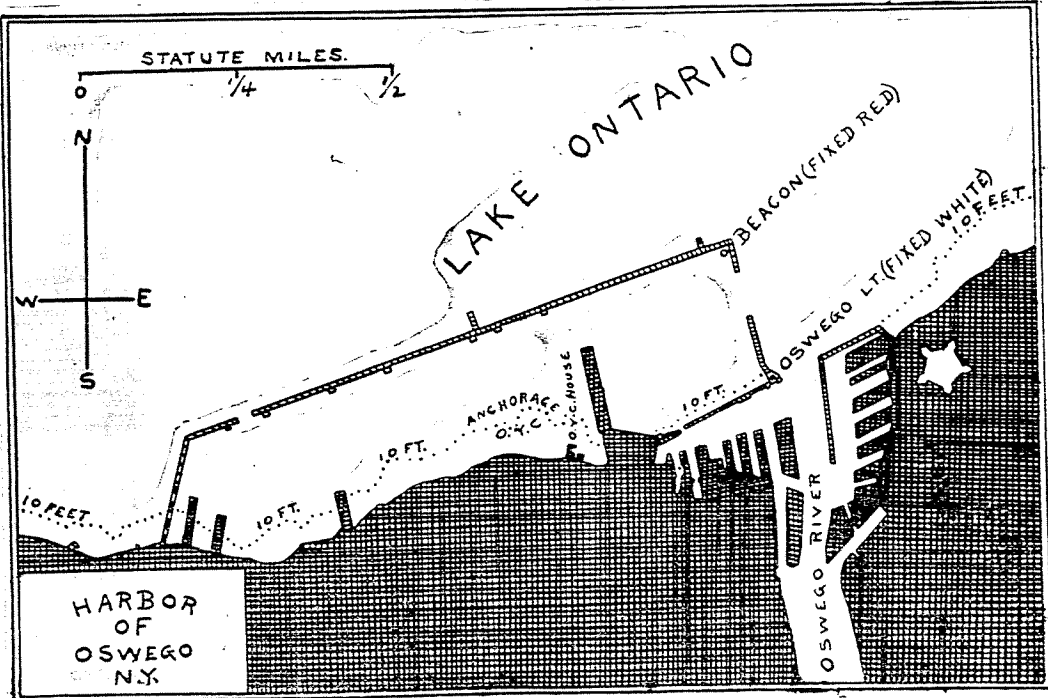 STATUTE MILES.
0 1/4 1/2
N
W E
S
LAKE ONTARIO
BEACON (FIXED RED)
OSWEGO LT. (FIXED WHITE)
10 FEET
O.Y.C. HOUSE
ANCHORAGE
O.Y.C
10 FT.
10 FT.
10 FEET
10 FT.
OSWEGO RIVER
HARBOR
OF
OSWEGO
N.Y.